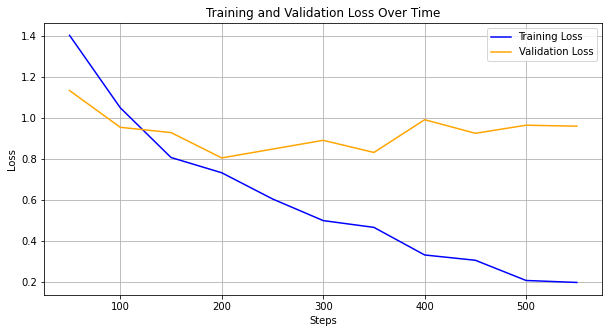 Training and Validation Loss Over Time
Training Loss
Validation Loss
Loss
1.4
1.2
1.0
0.8
0.6
0.4
0.2
100
200
300
400
500
Steps